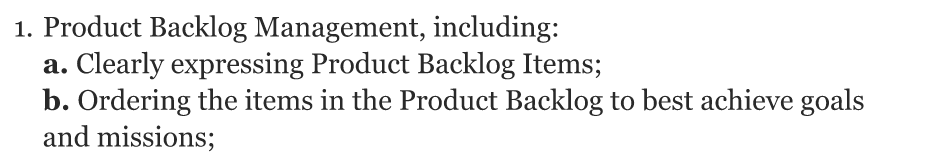 1. Product Backlog Management, including:
a. Clearly expressing Product Backlog Items;
b. Ordering the items in the Product Backlog to best achieve goals
and missions;